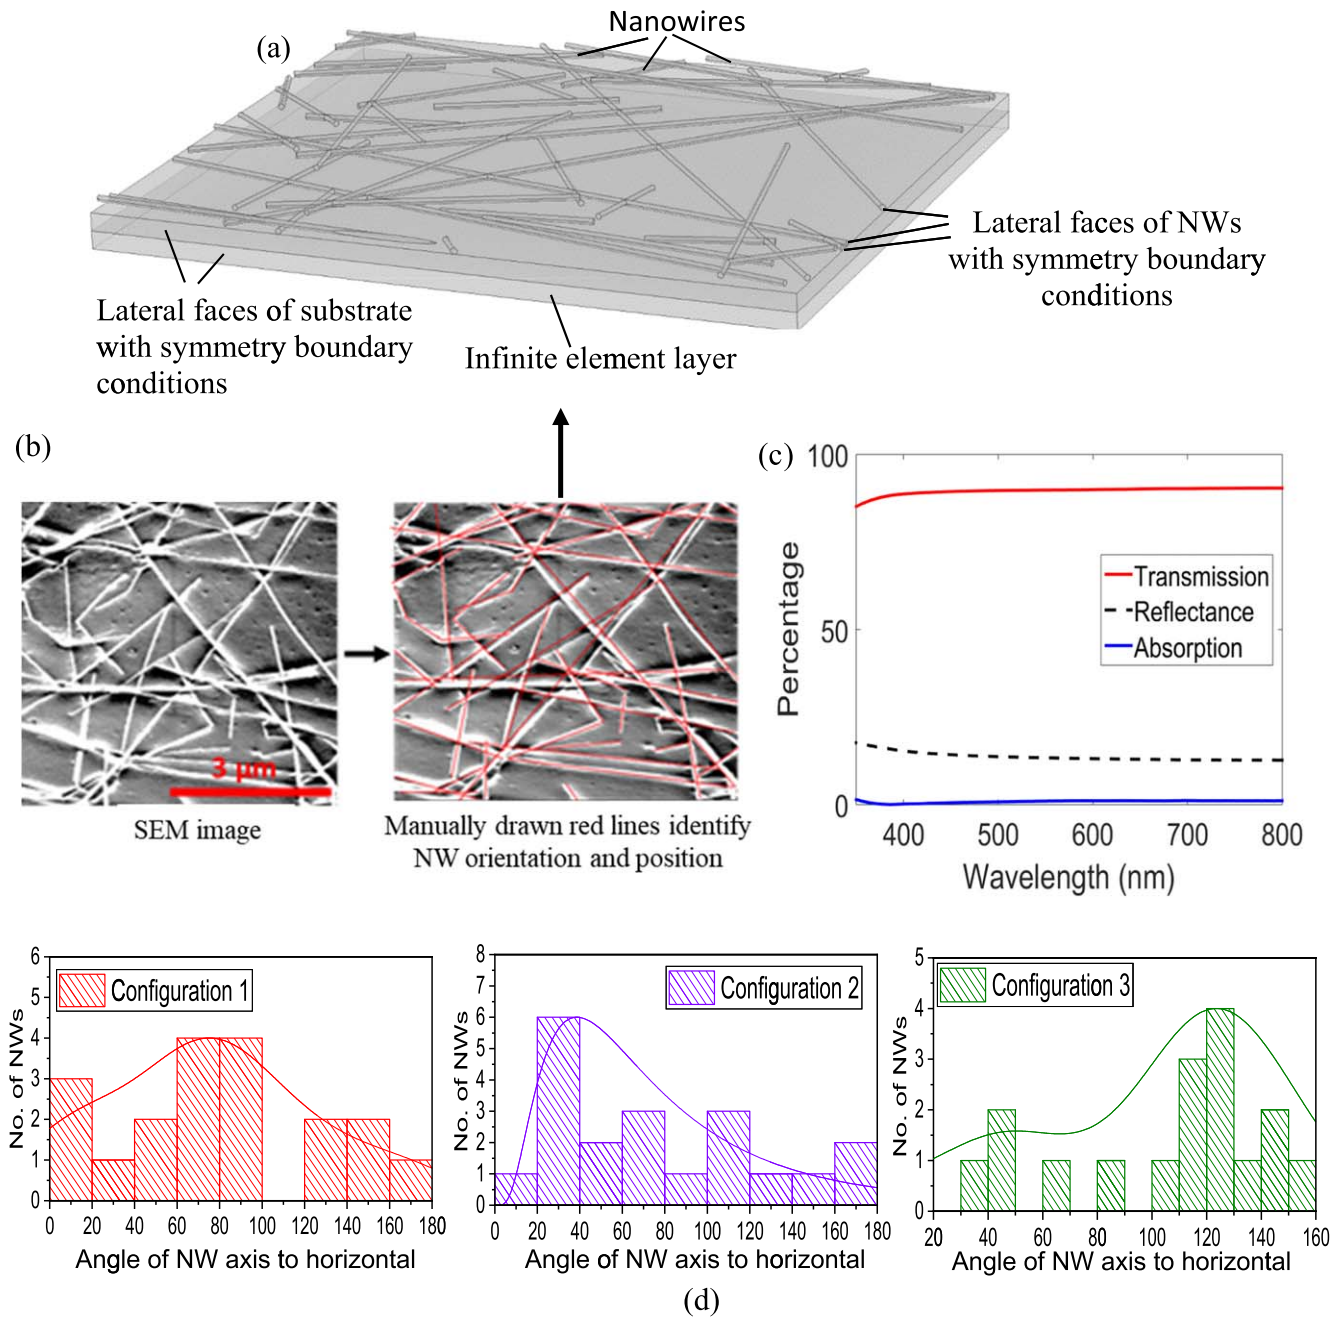 (a)
Nanowires
Lateral faces of NWs
with symmetry boundary
conditions
Lateral faces of substrate
with symmetry boundary
conditions
Infinite element layer
(b)
3 μm
SEM image
Manually drawn red lines identify
NW orientation and position
(c)
100
50
0
Percentage
Transmission
Reflectance
Absorption
400 500 600 700 800
Wavelength (nm)
6
5
4
3
2
1
0
No. of NWs
Configuration 1
0 20 40 60 80 100 120 140 160 180
Angle of NW axis to horizontal
8
7
6
5
4
3
2
1
0
No. of NWs
Configuration 2
0 20 40 60 80 100 120 140 160 180
Angle of NW axis to horizontal
5
4
3
2
1
0
No. of NWs
Configuration 3
20 40 60 80 100 120 140 160
Angle of NW axis to horizontal
(d)